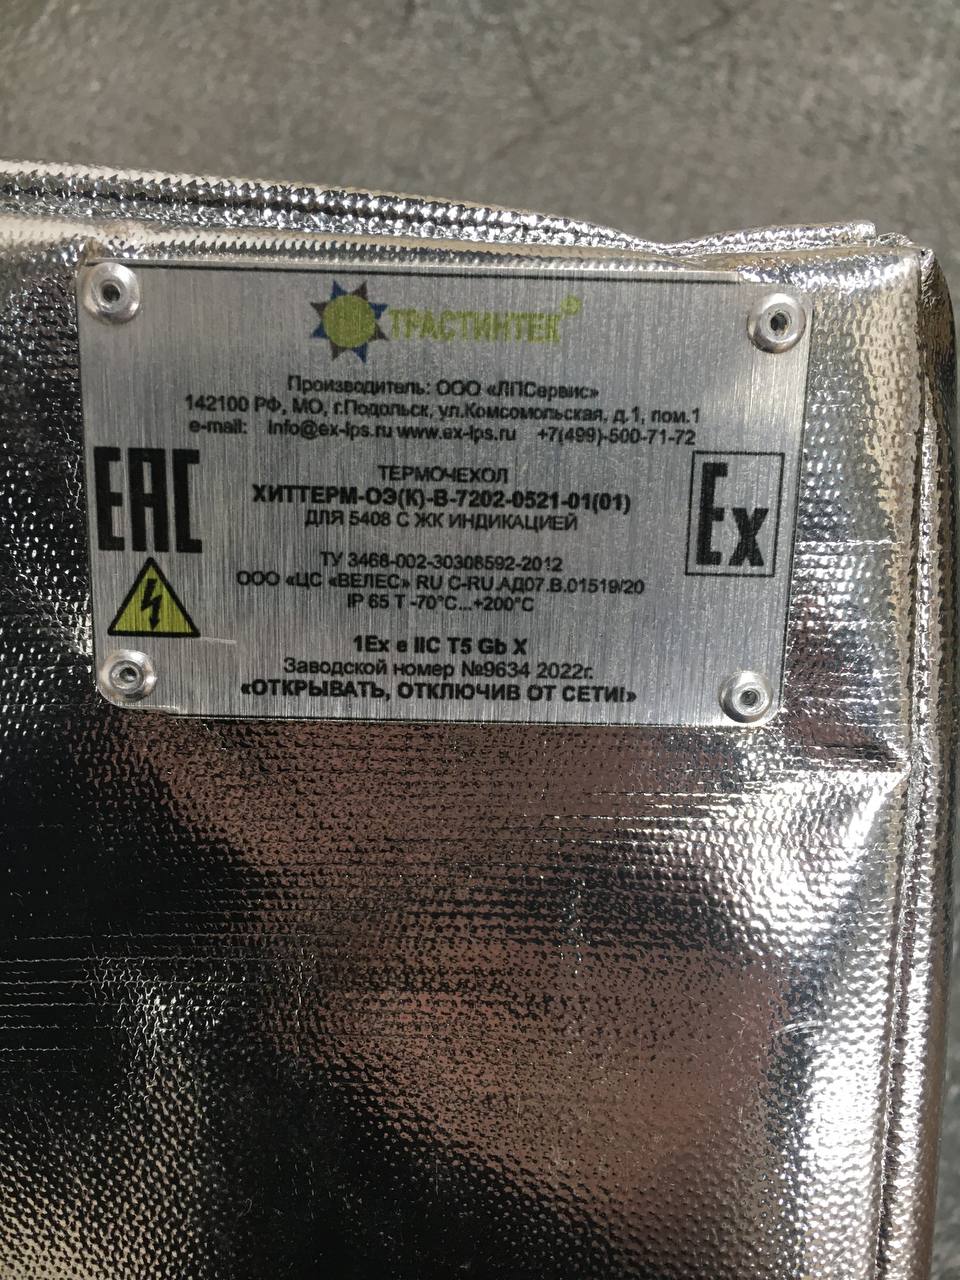 ТРАСТИНТЕК®
Производитель: ООО «ЛПСервис»
142100 РФ, МО, г.Подольск, ул.Комсомольская, д.1, пом.1
e-mail: info@ex-lps.ru www.ex-lps.ru +7(499)-500-71-72
EAC
Ex
ТЕРМОЧЕХОЛ
ХИТТЕРМ-ОЭ(К)-В-7202-0521-01(01)
ДЛЯ 5408 С ЖК ИНДИКАЦИЕЙ
ТУ 3468-002-30308592-2012
ООО «ЦС «ВЕЛЕС» RU C-RU.АД07.В.01519/20
IP 65 T -70°C...+200°C
1Ex e IIC T5 Gb X
Заводской номер №9634 2022г.
«ОТКРЫВАТЬ, ОТКЛЮЧИВ ОТ СЕТИ!»